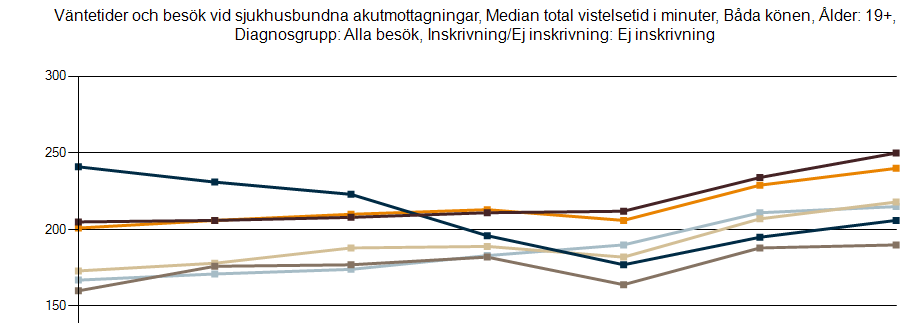 Väntetider och besök vid sjukhusbundna akutmottagningar, Median total vistelsetid i minuter, Båda könen, Ålder: 19+,
Diagnosgrupp: Alla besök, Inskrivning/Ej inskrivning: Ej inskrivning
300
250
200
150